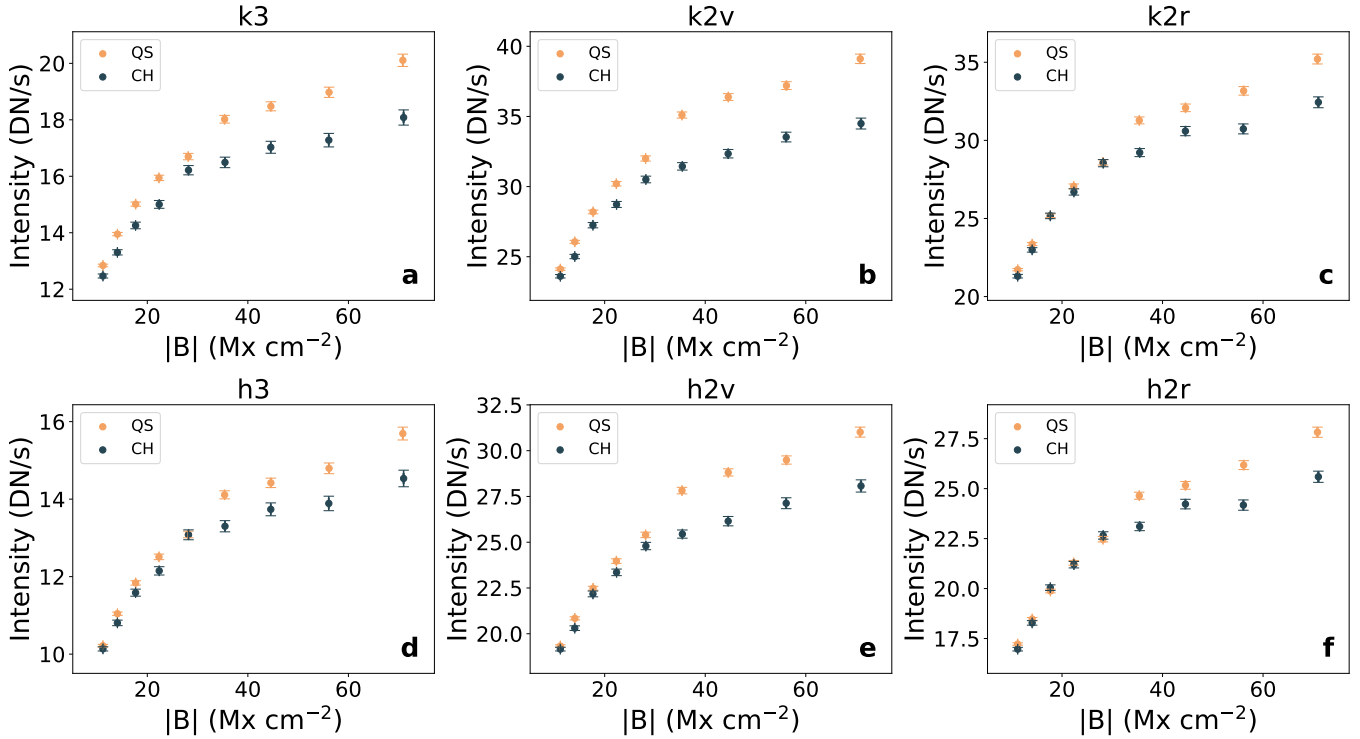 k3
Intensity (DN/s)
20
18
16
14
12
QS
CH
a
20 40 60
|B| (Mx cm⁻²)
k2v
Intensity (DN/s)
40
35
30
25
QS
CH
b
20 40 60
|B| (Mx cm⁻²)
k2r
Intensity (DN/s)
35
30
25
20
QS
CH
c
20 40 60
|B| (Mx cm⁻²)
h3
Intensity (DN/s)
16
14
12
10
QS
CH
d
20 40 60
|B| (Mx cm⁻²)
h2v
Intensity (DN/s)
32.5
30.0
27.5
25.0
22.5
20.0
QS
CH
e
20 40 60
|B| (Mx cm⁻²)
h2r
Intensity (DN/s)
27.5
25.0
22.5
20.0
17.5
QS
CH
f
20 40 60
|B| (Mx cm⁻²)